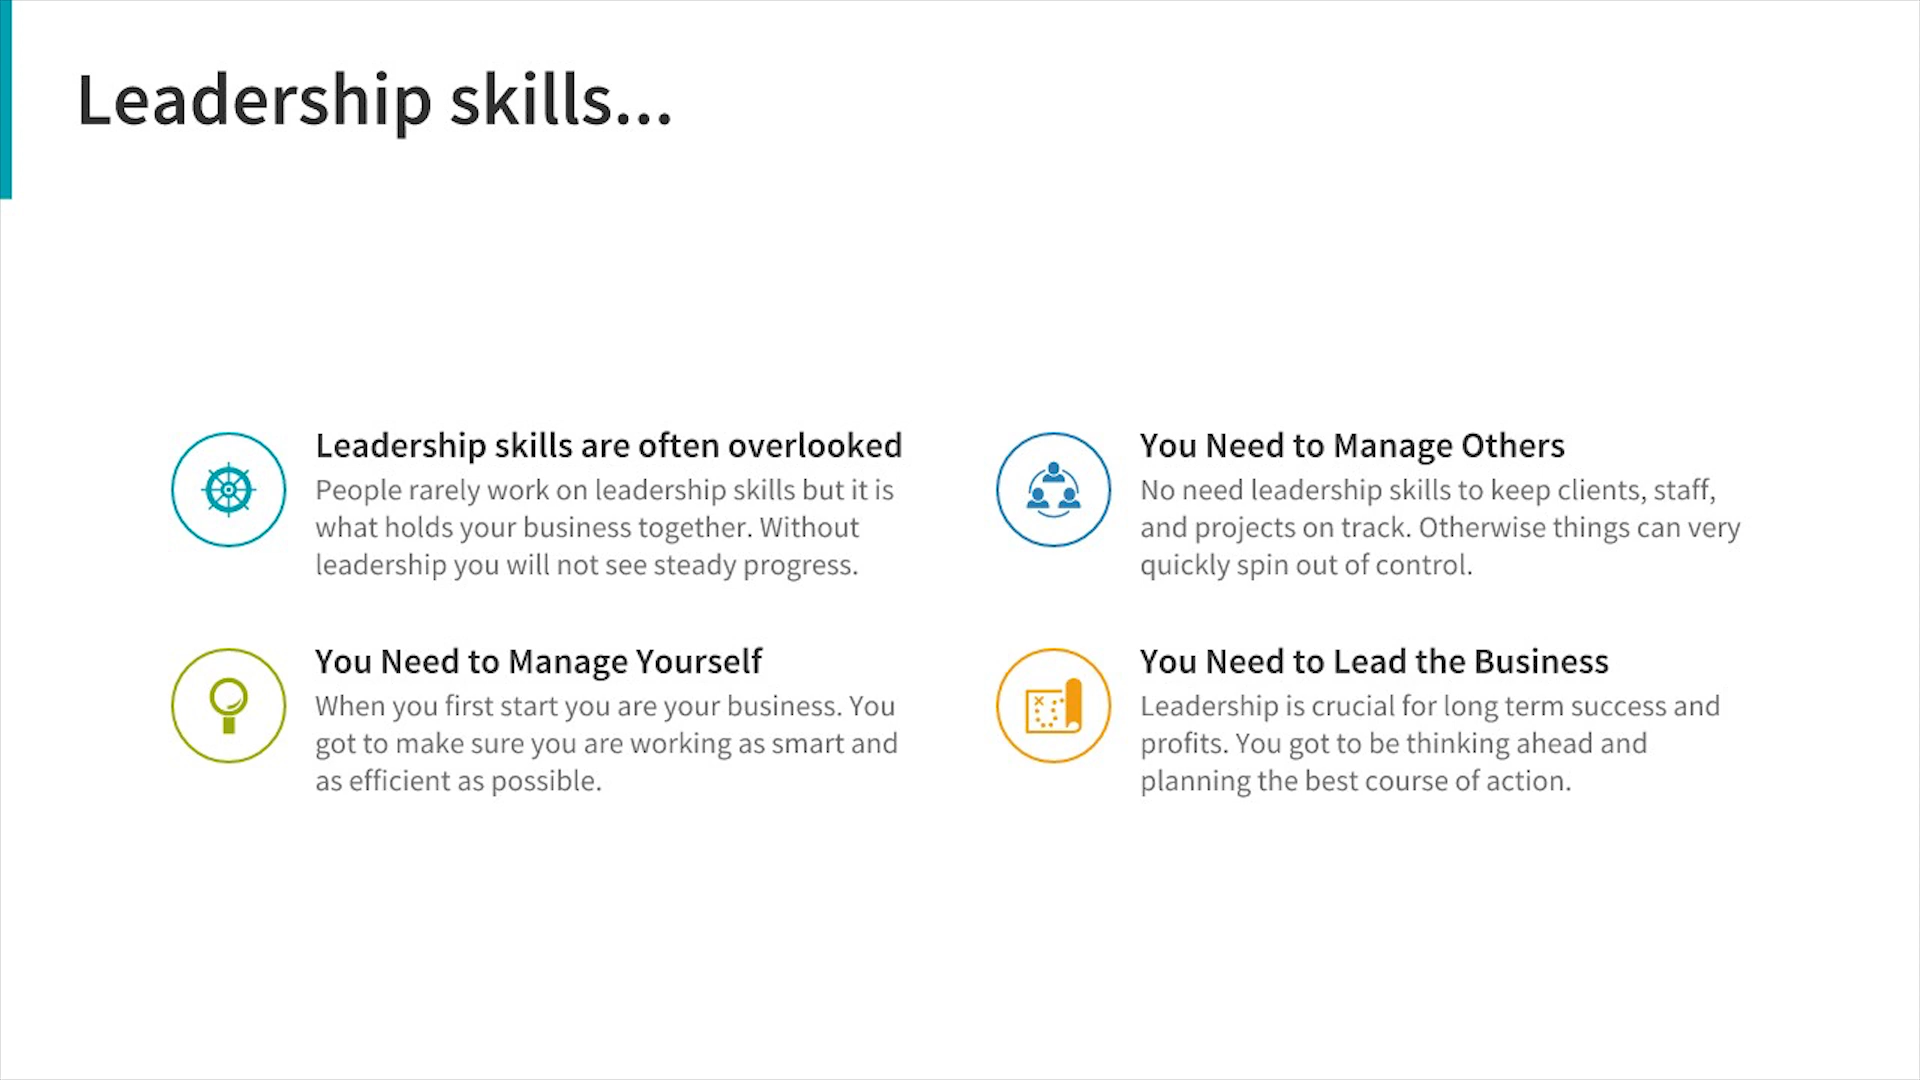 Leadership skills...
Leadership skills are often overlooked
People rarely work on leadership skills but it is
what holds your business together. Without
leadership you will not see steady progress.
You Need to Manage Others
No need leadership skills to keep clients, staff,
and projects on track. Otherwise things can very
quickly spin out of control.
You Need to Manage Yourself
When you first start you are your business. You
got to make sure you are working as smart and
as efficient as possible.
You Need to Lead the Business
Leadership is crucial for long term success and
profits. You got to be thinking ahead and
planning the best course of action.